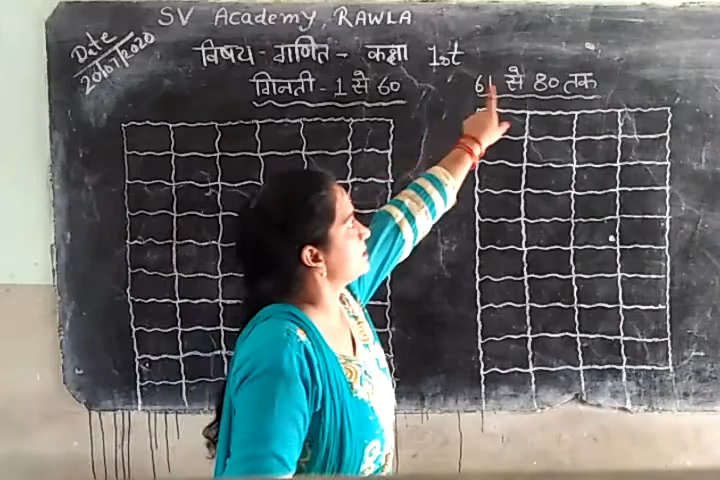 SV Academy, RAWLA
Date
20/07/2020
विषय - गणित - कक्षा 1st
गिनती - 1 से 60
61 से 80 तक